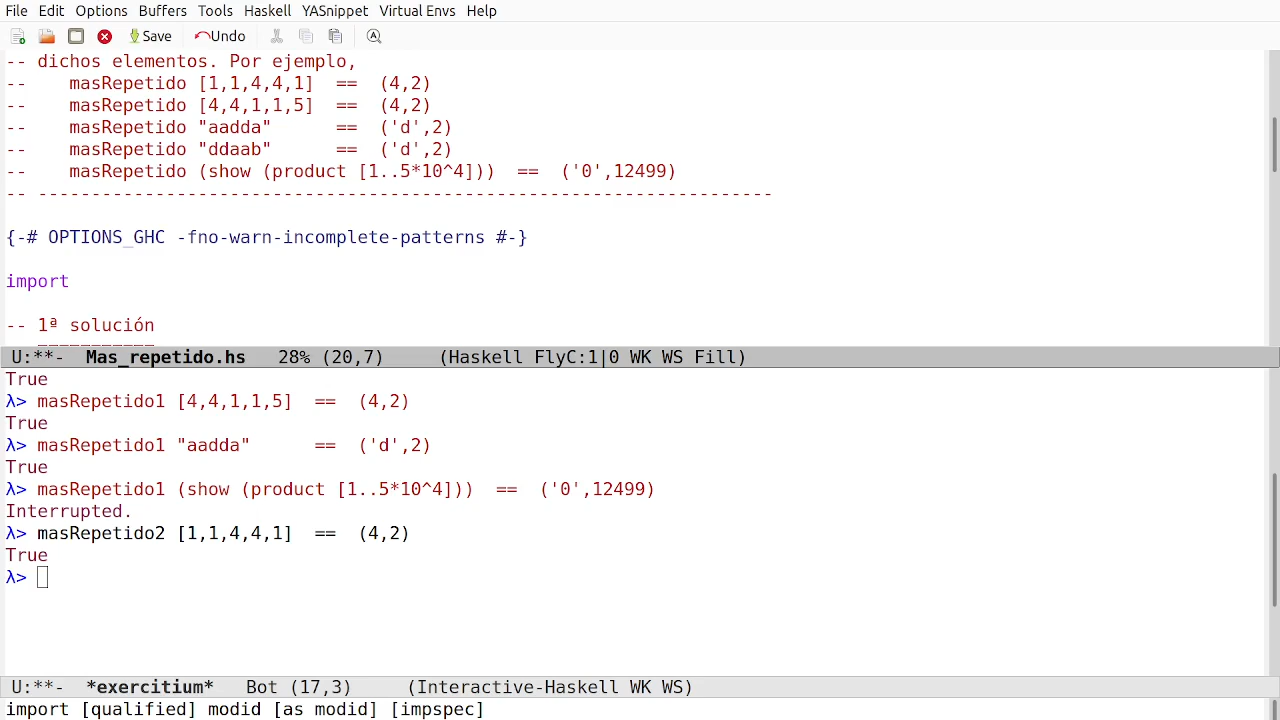 File Edit Options Buffers Tools Haskell YASnippet Virtual Envs Help
Save Undo
-- dichos elementos. Por ejemplo,
--    masRepetido [1,1,4,4,1]  ==  (4,2)
--    masRepetido [4,4,1,1,5]  ==  (4,2)
--    masRepetido "aadda"      ==  ('d',2)
--    masRepetido "ddaab"      ==  ('d',2)
--    masRepetido (show (product [1..5*10^4]))  ==  ('0',12499)
-- ---------------------------------------------------------------------
{-# OPTIONS_GHC -fno-warn-incomplete-patterns #-}
import
-- 1ª solución
   ===========
U:**-  Mas_repetido.hs   28% (20,7)     (Haskell FlyC:1|0 WK WS Fill)
True
λ> masRepetido1 [4,4,1,1,5]  ==  (4,2)
True
λ> masRepetido1 "aadda"      ==  ('d',2)
True
λ> masRepetido1 (show (product [1..5*10^4]))  ==  ('0',12499)
Interrupted.
λ> masRepetido2 [1,1,4,4,1]  ==  (4,2)
True
λ>
U:**-  *exercitium*   Bot (17,3)     (Interactive-Haskell WK WS)
import [qualified] modid [as modid] [impspec]